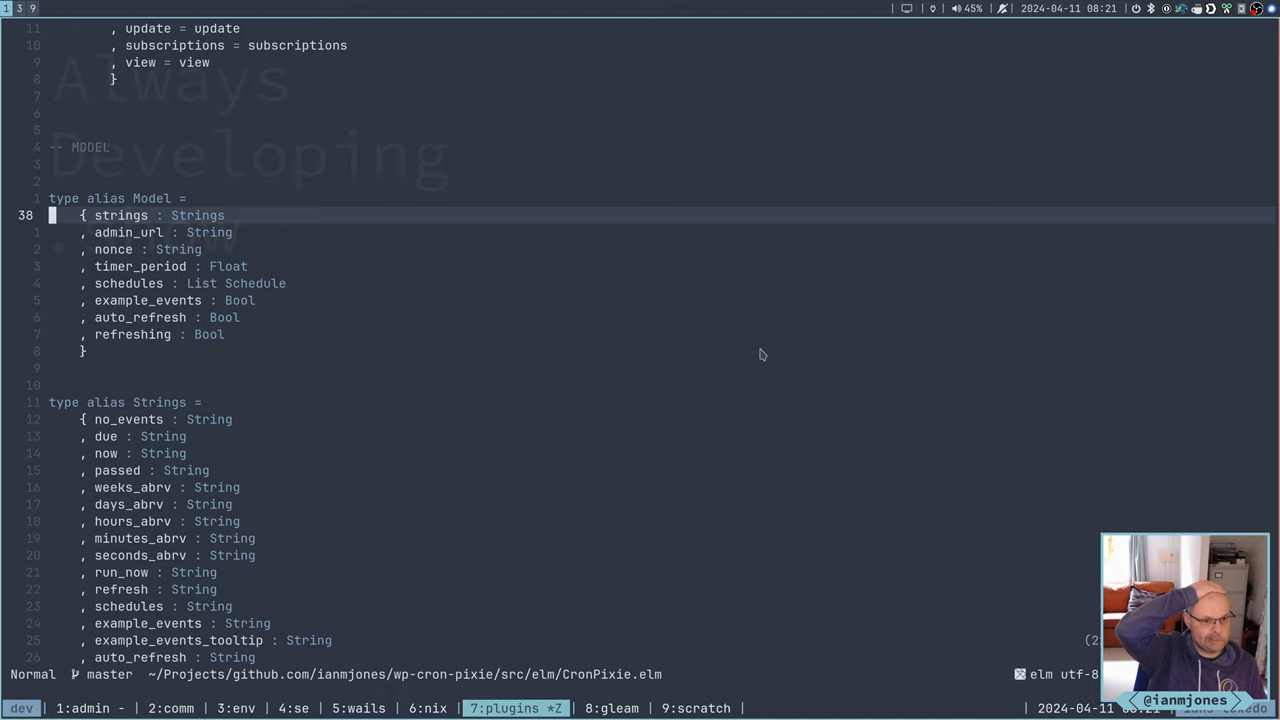 1 3 9 45% 2024-04-11 08:21
11 , update = update
10 , subscriptions = subscriptions
9 , view = view
8 }
7
6
5
4 -- MODEL
3
2
1 type alias Model =
38 { strings : Strings
1 , admin_url : String
2 , nonce : String
3 , timer_period : Float
4 , schedules : List Schedule
5 , example_events : Bool
6 , auto_refresh : Bool
7 , refreshing : Bool
8 }
9
10
11 type alias Strings =
12 { no_events : String
13 , due : String
14 , now : String
15 , passed : String
16 , weeks_abrv : String
17 , days_abrv : String
18 , hours_abrv : String
19 , minutes_abrv : String
20 , seconds_abrv : String
21 , run_now : String
22 , refresh : String
23 , schedules : String
24 , example_events : String
25 , example_events_tooltip : String
26 , auto_refresh : String
Always
Developing
.show
Normal master ~/Projects/github.com/ianmjones/wp-cron-pixie/src/elm/CronPixie.elm elm utf-8
dev 1:admin - | 2:comm | 3:env | 4:se | 5:wails | 6:nix | 7:plugins *Z | 8:gleam | 9:scratch | 2024-04-11 08:21
@ianmjones